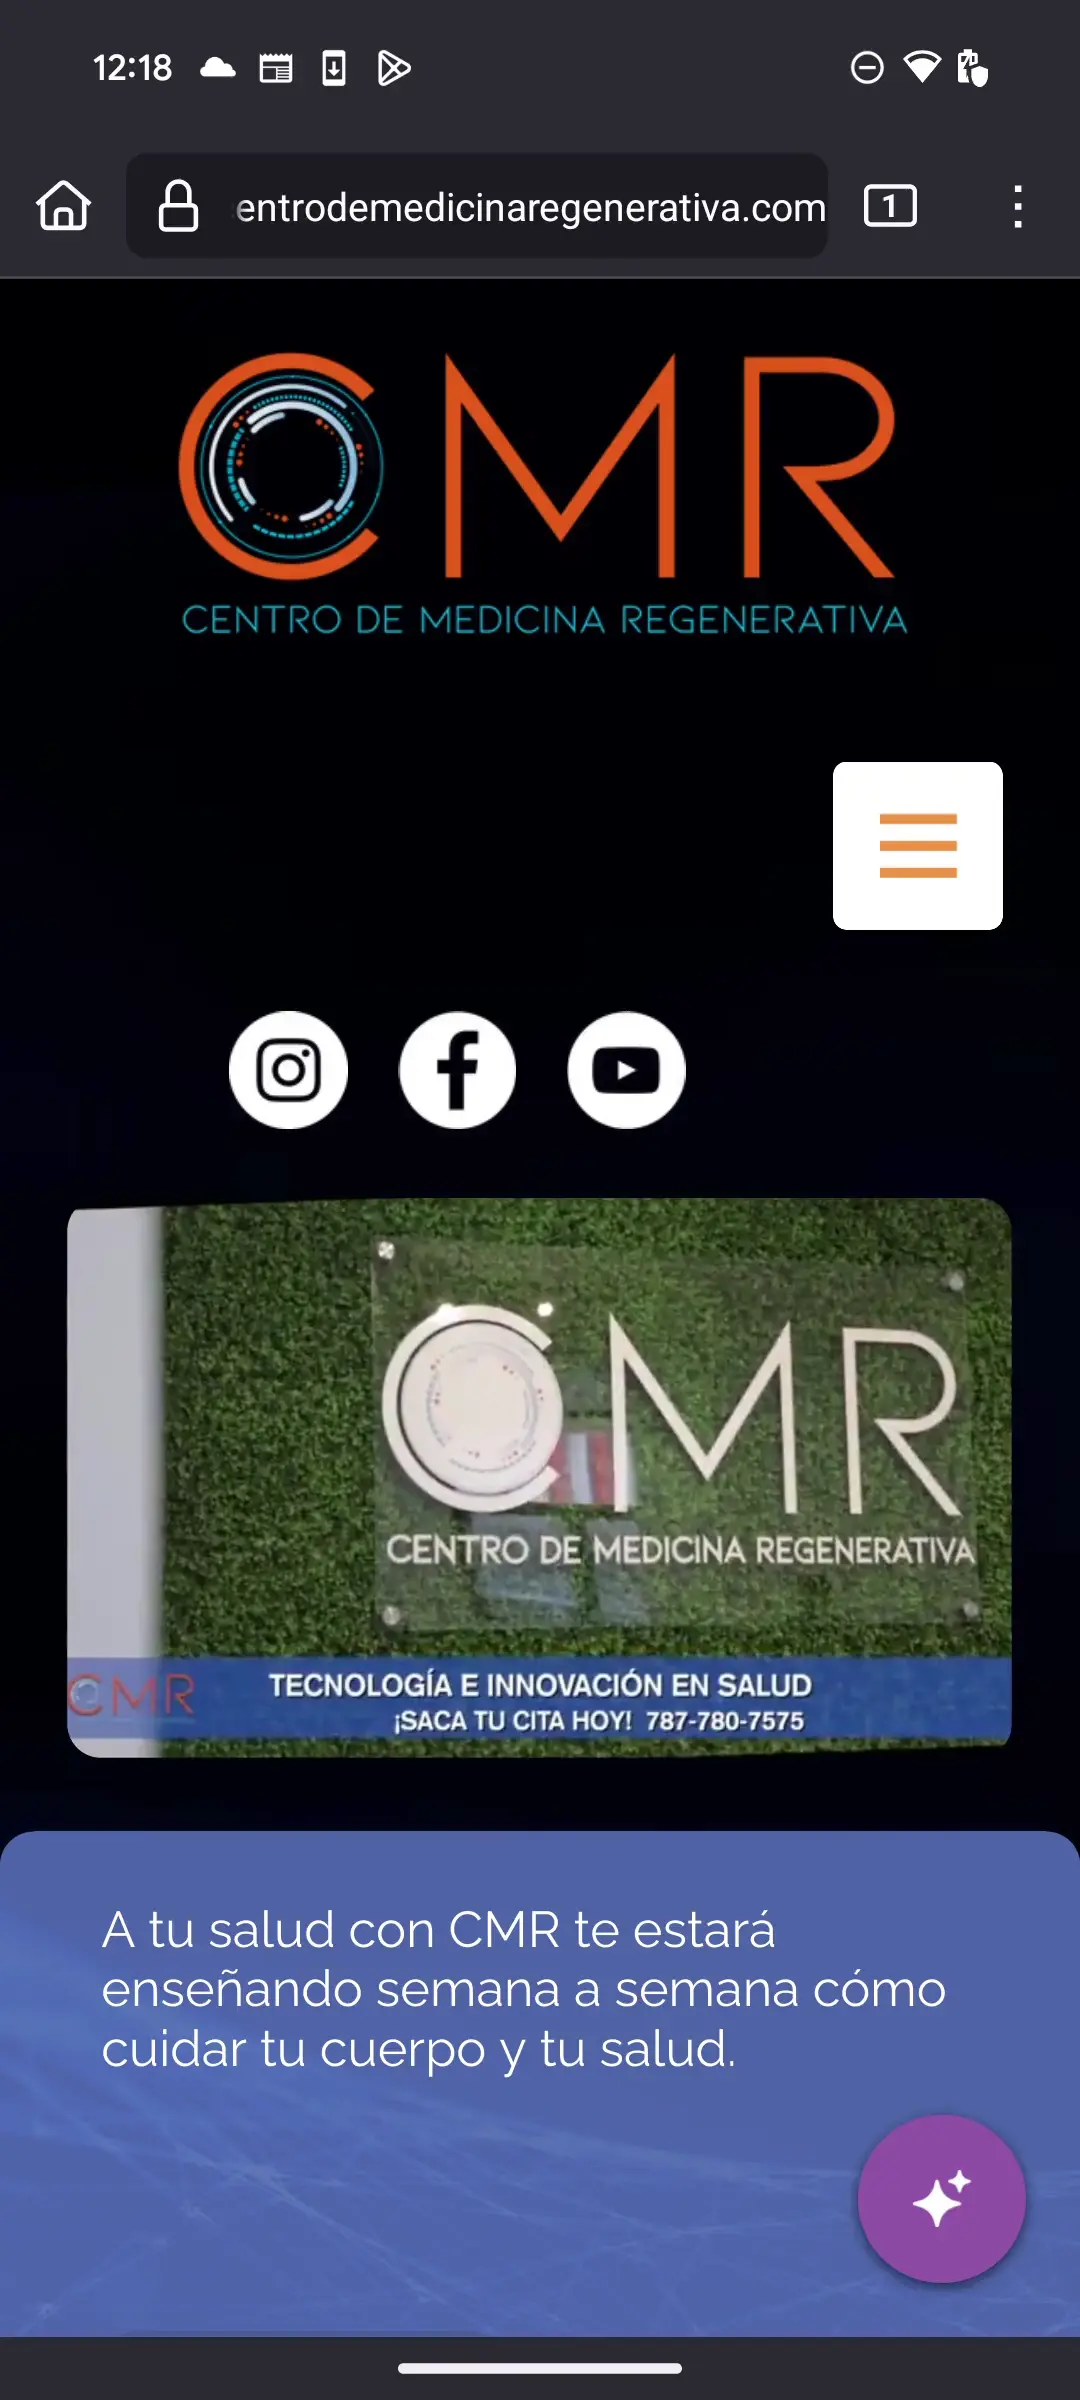 12:18
entrodemedicinaregenerativa.com
1
CMR
CENTRO DE MEDICINA REGENERATIVA
CMR
CENTRO DE MEDICINA REGENERATIVA
CMR
TECNOLOGÍA E INNOVACIÓN EN SALUD
¡SACA TU CITA HOY! 787-780-7575
A tu salud con CMR te estará
enseñando semana a semana cómo
cuidar tu cuerpo y tu salud.